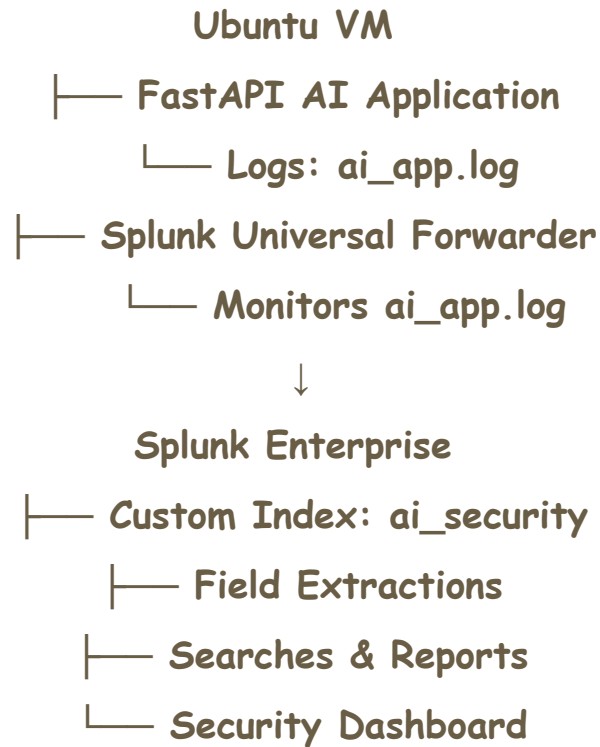 Ubuntu VM
├── FastAPI AI Application
└── Logs: ai_app.log
├── Splunk Universal Forwarder
└── Monitors ai_app.log
↓
Splunk Enterprise
├── Custom Index: ai_security
├── Field Extractions
├── Searches & Reports
└── Security Dashboard